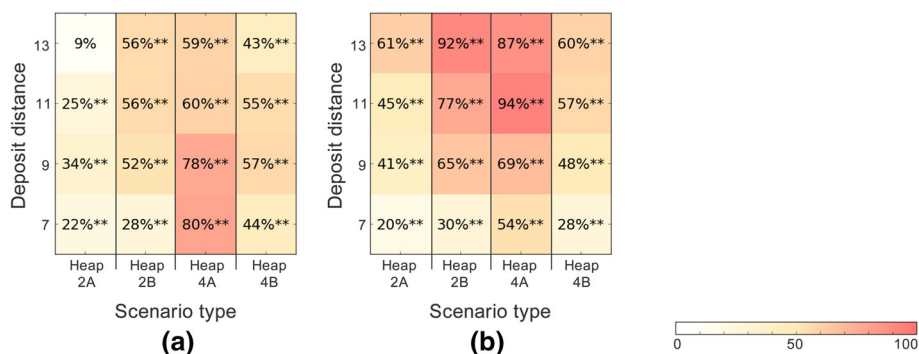 Deposit distance
13 9% 56%** 59%** 43%**
11 25%** 56%** 60%** 55%**
9 34%** 52%** 78%** 57%**
7 22%** 28%** 80%** 44%**
Heap Heap Heap Heap
2A 2B 4A 4B
Scenario type
(a)
Deposit distance
13 61%** 92%** 87%** 60%**
11 45%** 77%** 94%** 57%**
9 41%** 65%** 69%** 48%**
7 20%** 30%** 54%** 28%**
Heap Heap Heap Heap
2A 2B 4A 4B
Scenario type
(b)
0 50 100